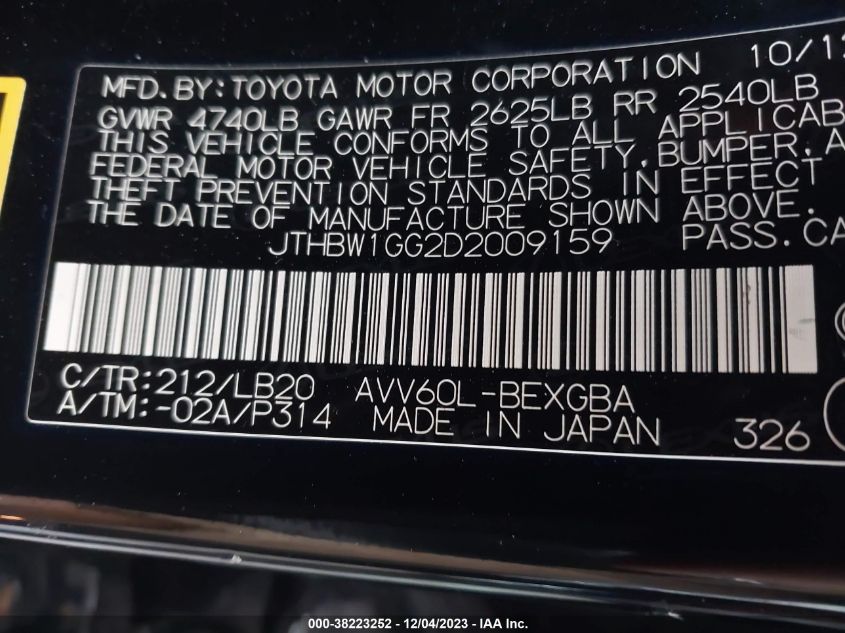 MFD. BY: TOYOTA MOTOR CORPORATION 10/1
GVWR 4740LB GAWR FR 2625LB RR 2540LB
THIS VEHICLE CONFORMS TO ALL APPLICAB
FEDERAL MOTOR VEHICLE SAFETY, BUMPER, A
THEFT PREVENTION STANDARDS IN EFFECT
THE DATE OF MANUFACTURE SHOWN ABOVE.
JTHBW1GG2D2009159 PASS. CA
C/TR: 212/LB20 AVV60L-BEXGBA
A/TM: -02A/P314 MADE IN JAPAN 326
000-38223252 - 12/04/2023 - IAA Inc.